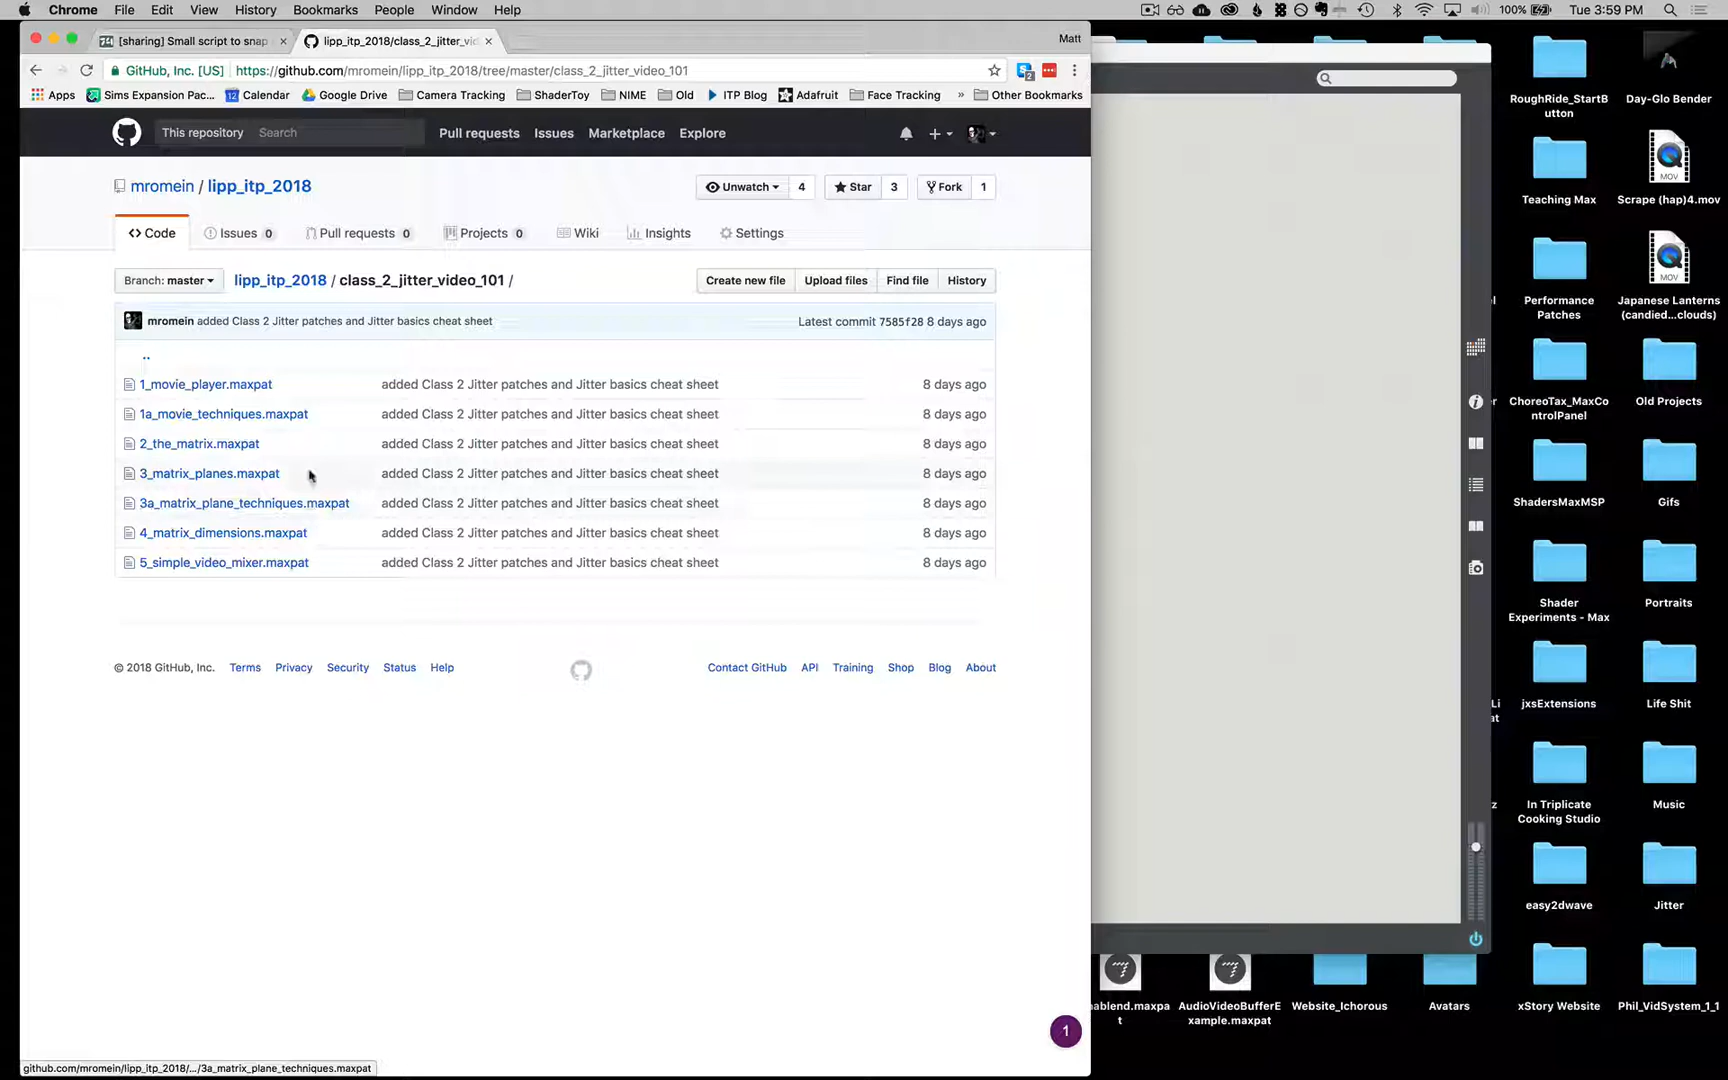 Chrome File Edit View History Bookmarks People Window Help 100% Tue 3:59 PM
[sharing] Small script to snap
lipp_itp_2018/class_2_jitter_vi
Matt
GitHub, Inc. [US] https://github.com/mromein/lipp_itp_2018/tree/master/class_2_jitter_video_101
Apps Sims Expansion Pac... Calendar Google Drive Camera Tracking ShaderToy NIME Old ITP Blog Adafruit Face Tracking » Other Bookmarks
This repository Search Pull requests Issues Marketplace Explore
mromein / lipp_itp_2018
Unwatch 4 Star 3 Fork 1
Code Issues 0 Pull requests 0 Projects 0 Wiki Insights Settings
Branch: master lipp_itp_2018 / class_2_jitter_video_101 / Create new file Upload files Find file History
mromein added Class 2 Jitter patches and Jitter basics cheat sheet Latest commit 7585f28 8 days ago
..
1_movie_player.maxpat added Class 2 Jitter patches and Jitter basics cheat sheet 8 days ago
1a_movie_techniques.maxpat added Class 2 Jitter patches and Jitter basics cheat sheet 8 days ago
2_the_matrix.maxpat added Class 2 Jitter patches and Jitter basics cheat sheet 8 days ago
3_matrix_planes.maxpat added Class 2 Jitter patches and Jitter basics cheat sheet 8 days ago
3a_matrix_plane_techniques.maxpat added Class 2 Jitter patches and Jitter basics cheat sheet 8 days ago
4_matrix_dimensions.maxpat added Class 2 Jitter patches and Jitter basics cheat sheet 8 days ago
5_simple_video_mixer.maxpat added Class 2 Jitter patches and Jitter basics cheat sheet 8 days ago
© 2018 GitHub, Inc. Terms Privacy Security Status Help Contact GitHub API Training Shop Blog About
1
github.com/mromein/lipp_itp_2018/.../3a_matrix_plane_techniques.maxpat
RoughRide_StartB
utton
Day-Glo Bender
Teaching Max
MOV
Scrape (hap)4.mov
Performance
Patches
MOV
Japanese Lanterns
(candied...clouds)
ChoreoTax_MaxCo
ntrolPanel
Old Projects
ShadersMaxMSP
Gifs
Shader
Experiments - Max
Portraits
jxsExtensions
Life Shit
In Triplicate
Cooking Studio
Music
easy2dwave
Jitter
ablend.maxpa
t
AudioVideoBufferE
xample.maxpat
Website_Ichorous
Avatars
xStory Website
Phil_VidSystem_1_1